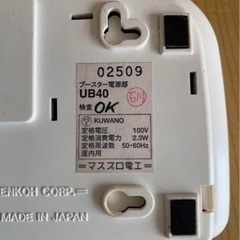 02509
ブースター電源部
UB40
検査 OK 石川
KUWANO
定格電圧 100V
定格消費電力 2.3W
定格周波数 50-60Hz
屋内用
マスプロ電工
ENKOH CORP.
MADE IN JAPAN